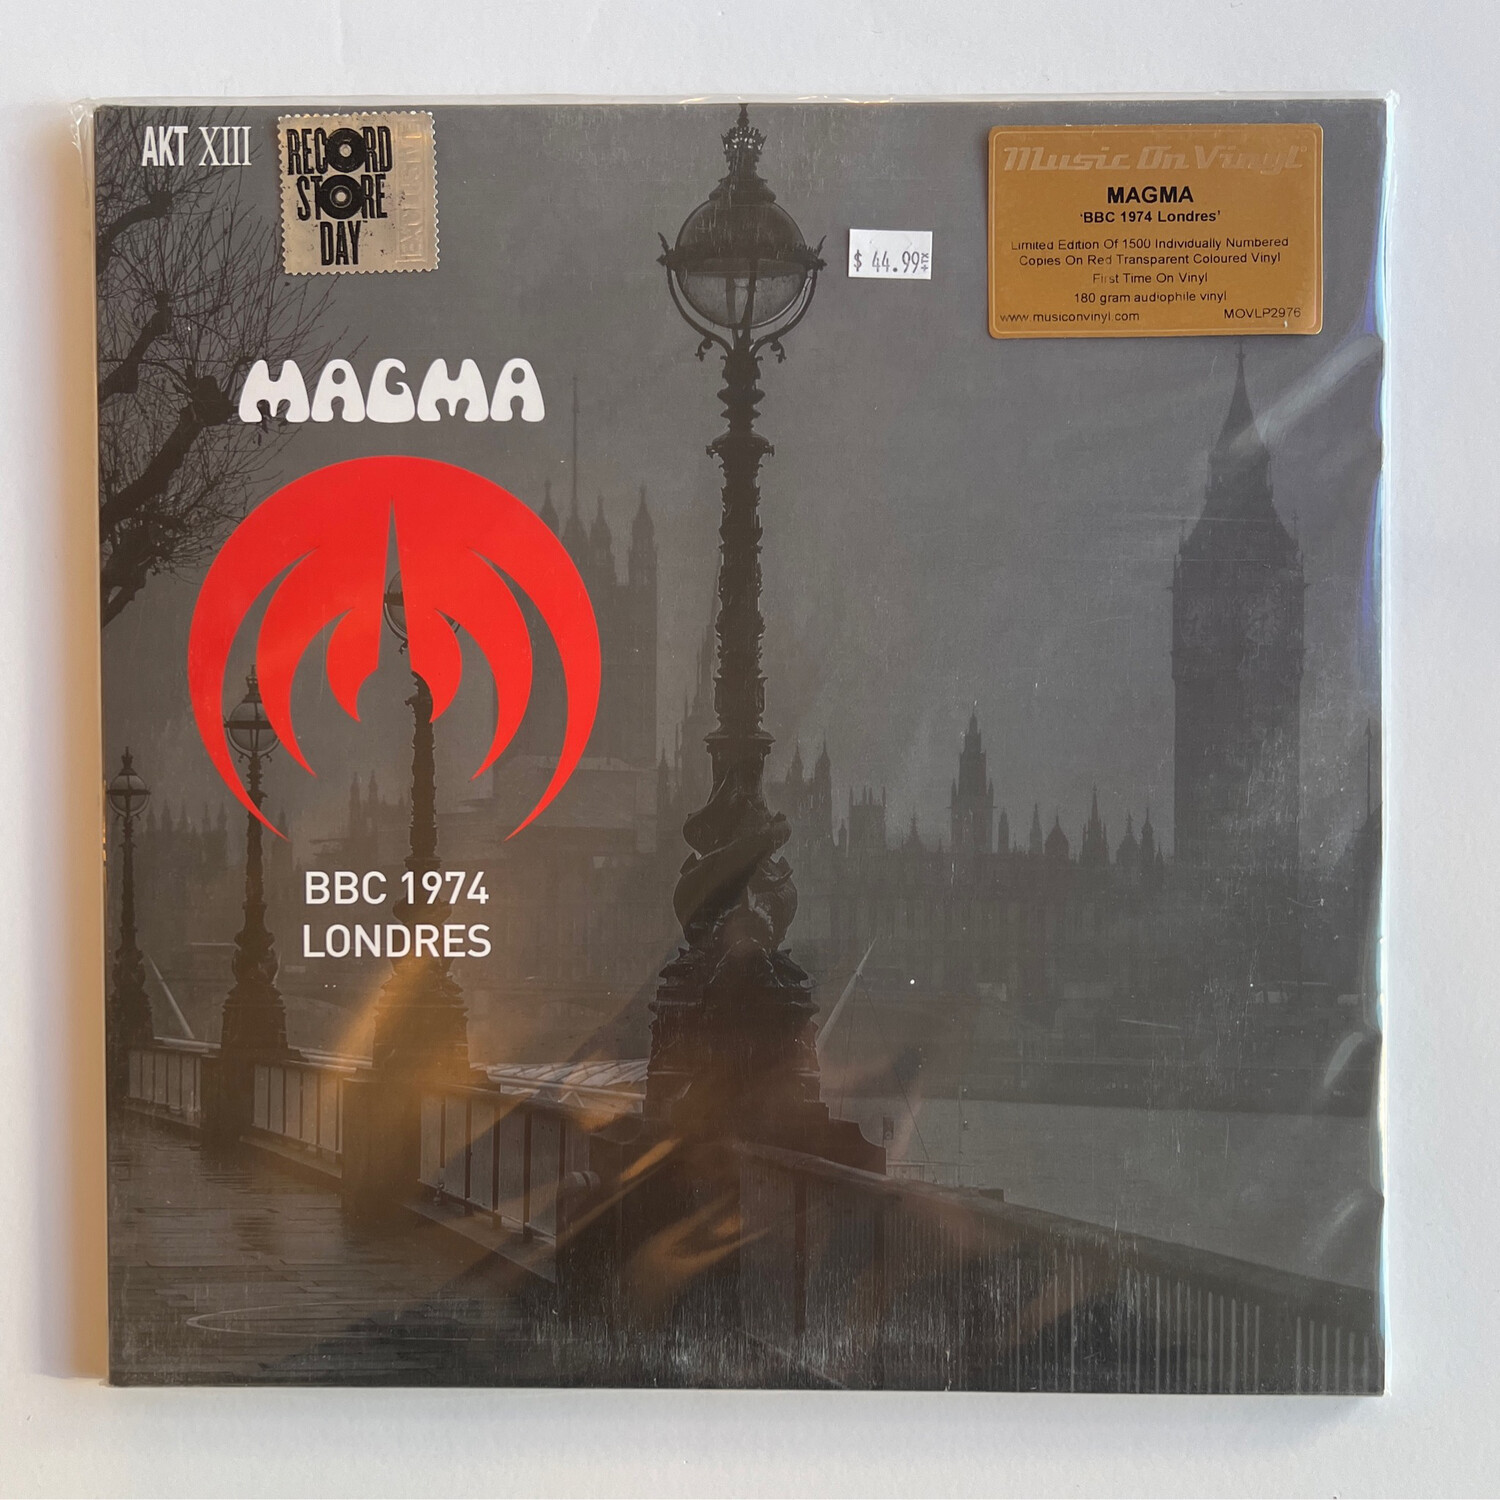 AKT XIII
RECORD
STORE
DAY
EXCLUSIVE
$ 44.99 +TX
Music On Vinyl
MAGMA
'BBC 1974 Londres'
Limited Edition Of 1500 Individually Numbered
Copies On Red Transparent Coloured Vinyl
First Time On Vinyl
180 gram audiophile vinyl
www.musiconvinyl.com MOVLP2976
MAGMA
BBC 1974
LONDRES